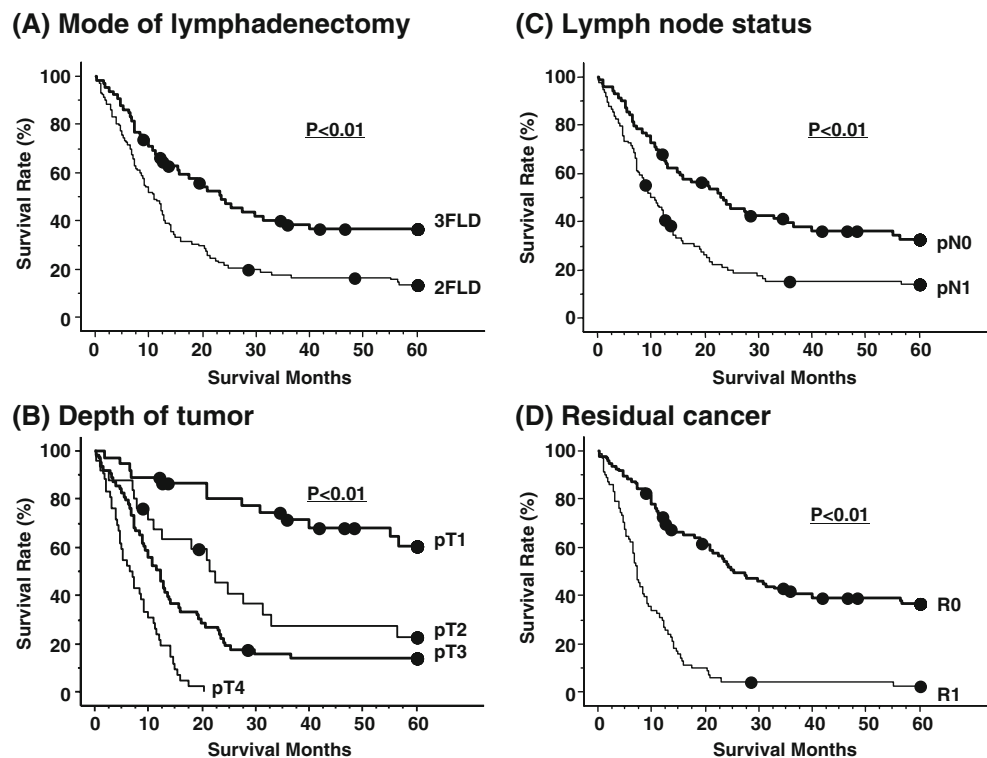 (A) Mode of lymphadenectomy
100
80
60
40
20
0
Survival Rate (%)
P<0.01
3FLD
2FLD
0 10 20 30 40 50 60
Survival Months
(C) Lymph node status
100
80
60
40
20
0
Survival Rate (%)
P<0.01
pN0
pN1
0 10 20 30 40 50 60
Survival Months
(B) Depth of tumor
100
80
60
40
20
0
Survival Rate (%)
P<0.01
pT1
pT2
pT3
pT4
0 10 20 30 40 50 60
Survival Months
(D) Residual cancer
100
80
60
40
20
0
Survival Rate (%)
P<0.01
R0
R1
0 10 20 30 40 50 60
Survival Months